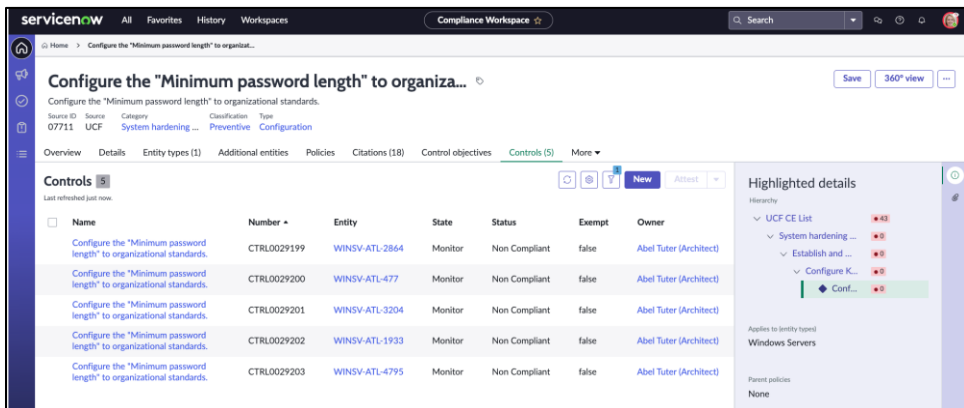 servicenow All Favorites History Workspaces Compliance Workspace Search
Home > Configure the "Minimum password length" to organizat...
Configure the "Minimum password length" to organiza... Save 360° view ...
Configure the "Minimum password length" to organizational standards.
Source ID Source Category Classification Type
07711 UCF System hardening ... Preventive Configuration
Overview Details Entity types (1) Additional entities Policies Citations (18) Control objectives Controls (5) More
Controls 5 1 New Attest
Last refreshed just now.
Name Number Entity State Status Exempt Owner
Configure the "Minimum password
length" to organizational standards. CTRL0029199 WINSV-ATL-2864 Monitor Non Compliant false Abel Tuter (Architect)
Configure the "Minimum password
length" to organizational standards. CTRL0029200 WINSV-ATL-477 Monitor Non Compliant false Abel Tuter (Architect)
Configure the "Minimum password
length" to organizational standards. CTRL0029201 WINSV-ATL-3204 Monitor Non Compliant false Abel Tuter (Architect)
Configure the "Minimum password
length" to organizational standards. CTRL0029202 WINSV-ATL-1933 Monitor Non Compliant false Abel Tuter (Architect)
Configure the "Minimum password
length" to organizational standards. CTRL0029203 WINSV-ATL-4795 Monitor Non Compliant false Abel Tuter (Architect)
Highlighted details
Hierarchy
UCF CE List 43
System hardening ... 0
Establish and ... 0
Configure K... 0
Conf... 0
Applies to (entity types)
Windows Servers
Parent policies
None